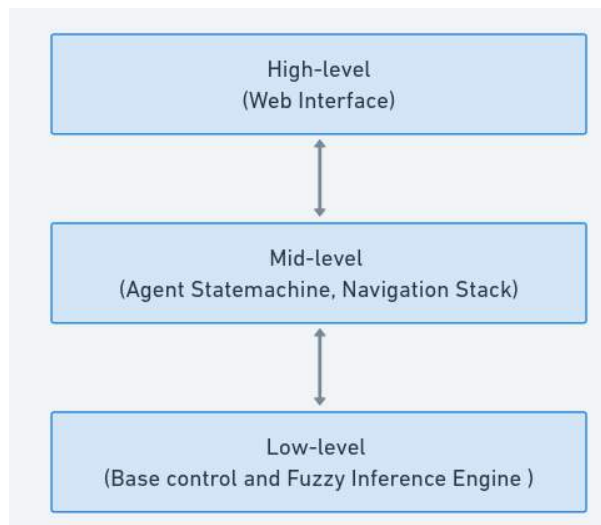 High-level
(Web Interface)
Mid-level
(Agent Statemachine, Navigation Stack)
Low-level
(Base control and Fuzzy Inference Engine )